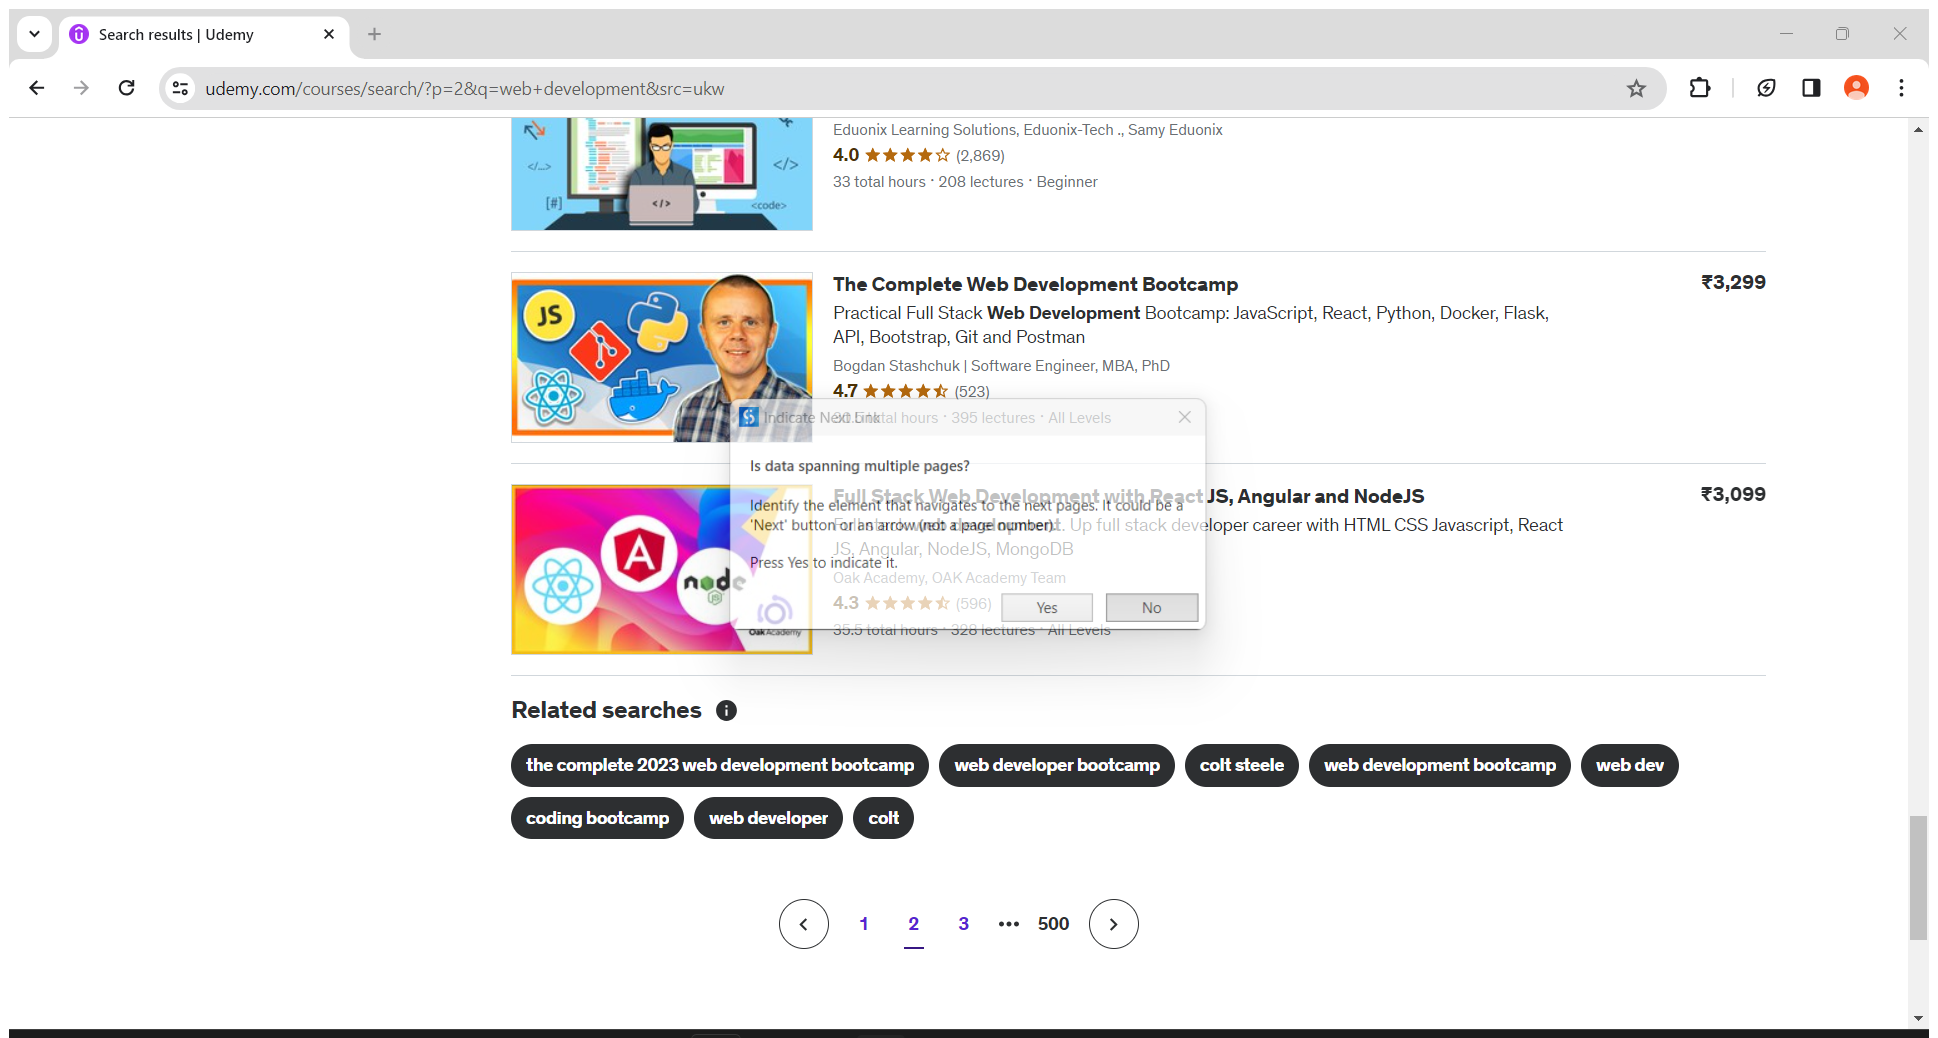 Search results | Udemy
udemy.com/courses/search/?p=2&q=web+development&src=ukw
Eduonix Learning Solutions, Eduonix-Tech ., Samy Eduonix
4.0 (2,869)
33 total hours · 208 lectures · Beginner
</...>
</>
[#]
</>
<code>
The Complete Web Development Bootcamp
₹3,299
Practical Full Stack Web Development Bootcamp: JavaScript, React, Python, Docker, Flask,
API, Bootstrap, Git and Postman
Bogdan Stashchuk | Software Engineer, MBA, PhD
4.7 (523)
total hours · 395 lectures · All Levels
JS
Indicate Next Link
Is data spanning multiple pages?
Identify the element that navigates to the next pages. It could be a
'Next' button or an arrow (not a page number).
Press Yes to indicate it.
Yes
No
Full Stack Web Development with React JS, Angular and NodeJS
₹3,099
Up full stack developer career with HTML CSS Javascript, React
JS, Angular, NodeJS, MongoDB
Oak Academy, OAK Academy Team
4.3 (596)
35.5 total hours · 328 lectures · All Levels
node
JS
Oak Academy
Related searches
the complete 2023 web development bootcamp
web developer bootcamp
colt steele
web development bootcamp
web dev
coding bootcamp
web developer
colt
1 2 3 ••• 500